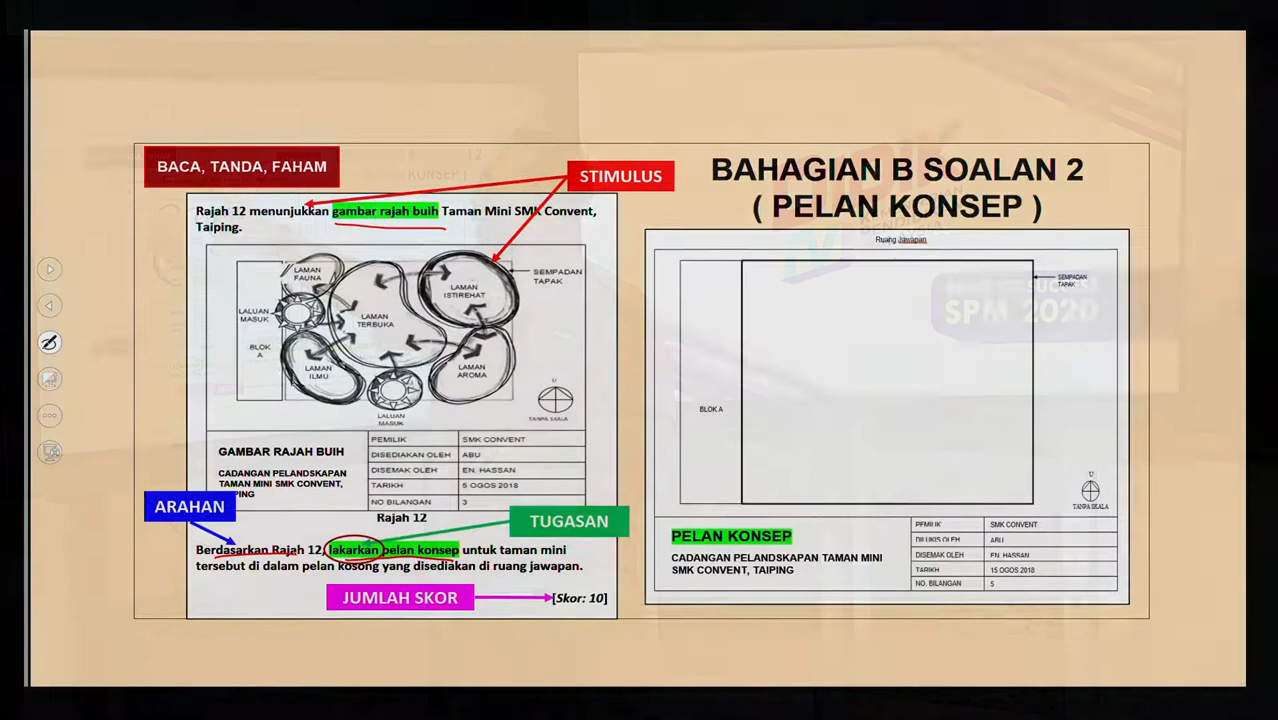 BACA, TANDA, FAHAM
STIMULUS
Rajah 12 menunjukkan gambar rajah buih Taman Mini SMK Convent,
Taiping.
LAMAN
FAUNA
LALUAN
MASUK
BLOK
A
LAMAN
TERBUKA
LAMAN
ISTIREHAT
SEMPADAN
TAPAK
LAMAN
ILMU
LAMAN
AROMA
LALUAN
MASUK
U
TANPA SKALA
GAMBAR RAJAH BUIH
CADANGAN PELANDSKAPAN
TAMAN MINI SMK CONVENT,
PEMILIK SMK CONVENT
DISEDIAKAN OLEH ABU
DISEMAK OLEH EN. HASSAN
TARIKH 5 OGOS 2018
NO BILANGAN 3
Rajah 12
ARAHAN
TUGASAN
Berdasarkan Rajah 12, lakarkan pelan konsep untuk taman mini
tersebut di dalam pelan kosong yang disediakan di ruang jawapan.
JUMLAH SKOR
[Skor: 10]
BAHAGIAN B SOALAN 2
( PELAN KONSEP )
Ruang Jawapan
SEMPADAN
TAPAK
BLOK A
U
TANPA SKALA
PELAN KONSEP
CADANGAN PELANDSKAPAN TAMAN MINI
SMK CONVENT, TAIPING
PEMILIK SMK CONVENT
DILUKIS OLEH ABU
DISEMAK OLEH EN. HASSAN
TARIKH 15 OGOS 2018
NO. BILANGAN 5
SPM 2020